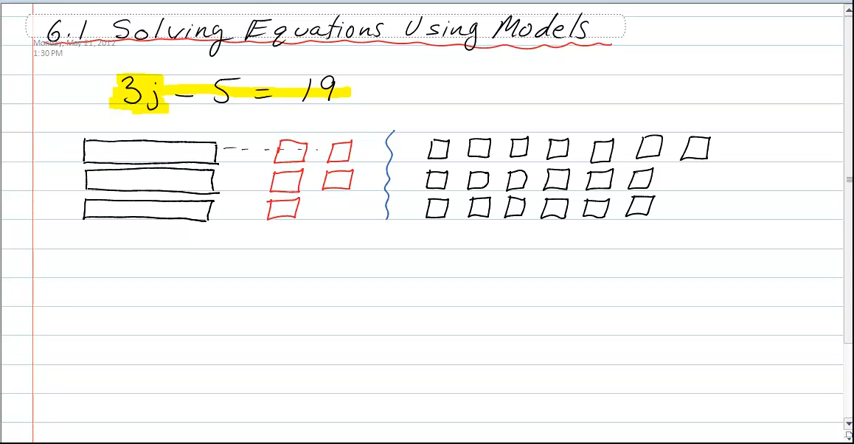 6.1 Solving Equations Using Models
Monday, May 21, 2012
1:30 PM
3j - 5 = 19